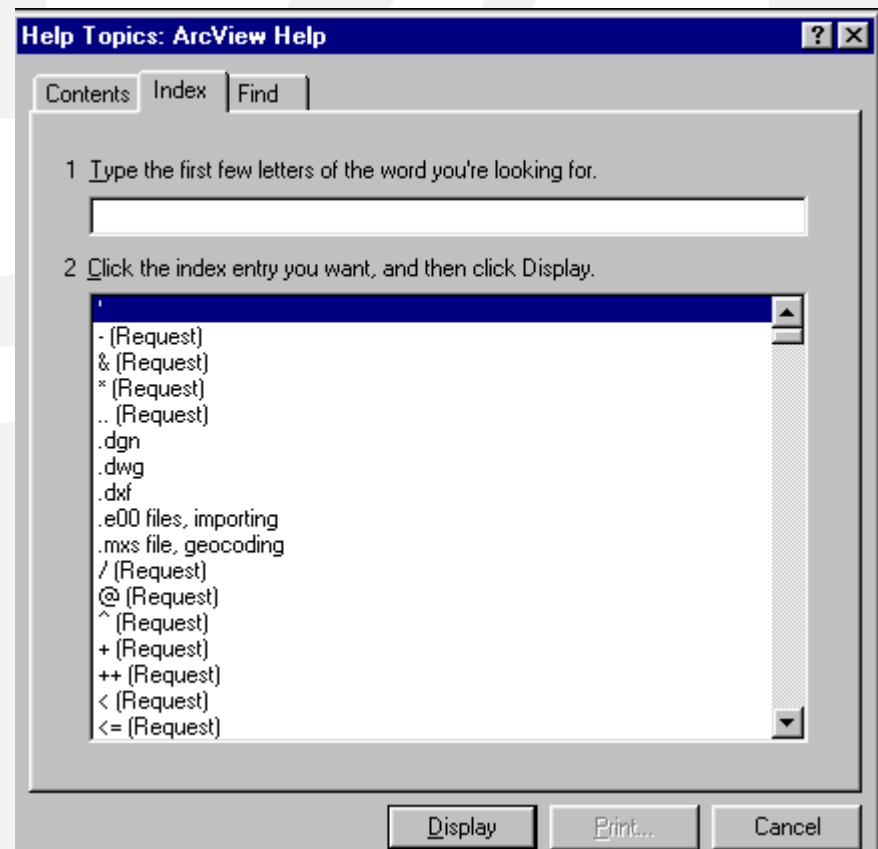 Help Topics: ArcView Help
Contents Index Find
1 Type the first few letters of the word you're looking for.
2 Click the index entry you want, and then click Display.
'
- (Request)
& (Request)
* (Request)
.. (Request)
.dgn
.dwg
.dxf
.e00 files, importing
.mxs file, geocoding
/ (Request)
@ (Request)
^ (Request)
+ (Request)
++ (Request)
< (Request)
<= (Request)
Display Print... Cancel